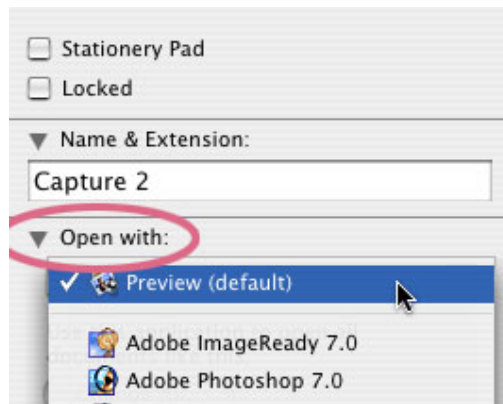 Stationery Pad
Locked
Name & Extension:
Capture 2
Open with:
Preview (default)
Adobe ImageReady 7.0
Adobe Photoshop 7.0